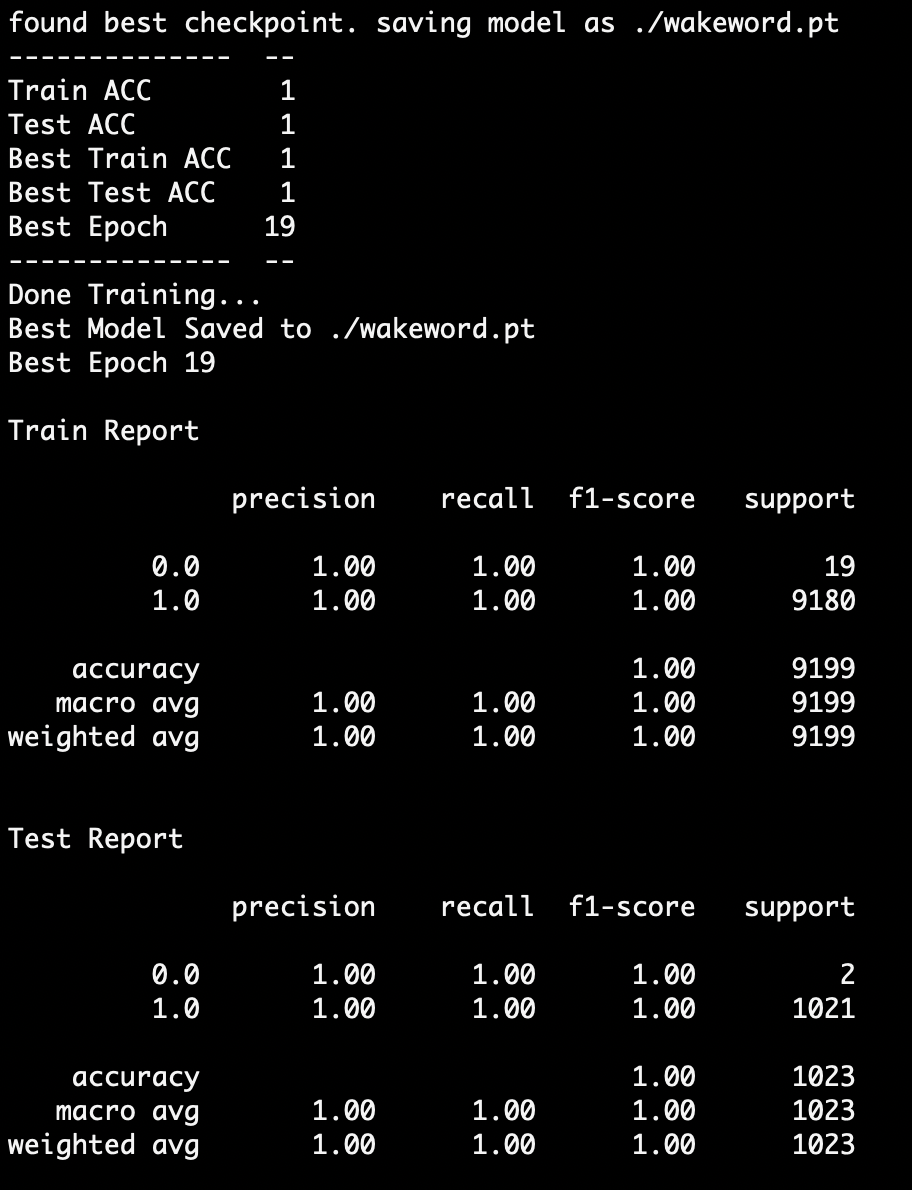 found best checkpoint. saving model as ./wakeword.pt
--------------  --
Train ACC        1
Test ACC         1
Best Train ACC   1
Best Test ACC    1
Best Epoch      19
--------------  --
Done Training...
Best Model Saved to ./wakeword.pt
Best Epoch 19

Train Report

              precision    recall  f1-score   support

         0.0       1.00      1.00      1.00        19
         1.0       1.00      1.00      1.00      9180

    accuracy                           1.00      9199
   macro avg       1.00      1.00      1.00      9199
weighted avg       1.00      1.00      1.00      9199


Test Report

              precision    recall  f1-score   support

         0.0       1.00      1.00      1.00         2
         1.0       1.00      1.00      1.00      1021

    accuracy                           1.00      1023
   macro avg       1.00      1.00      1.00      1023
weighted avg       1.00      1.00      1.00      1023